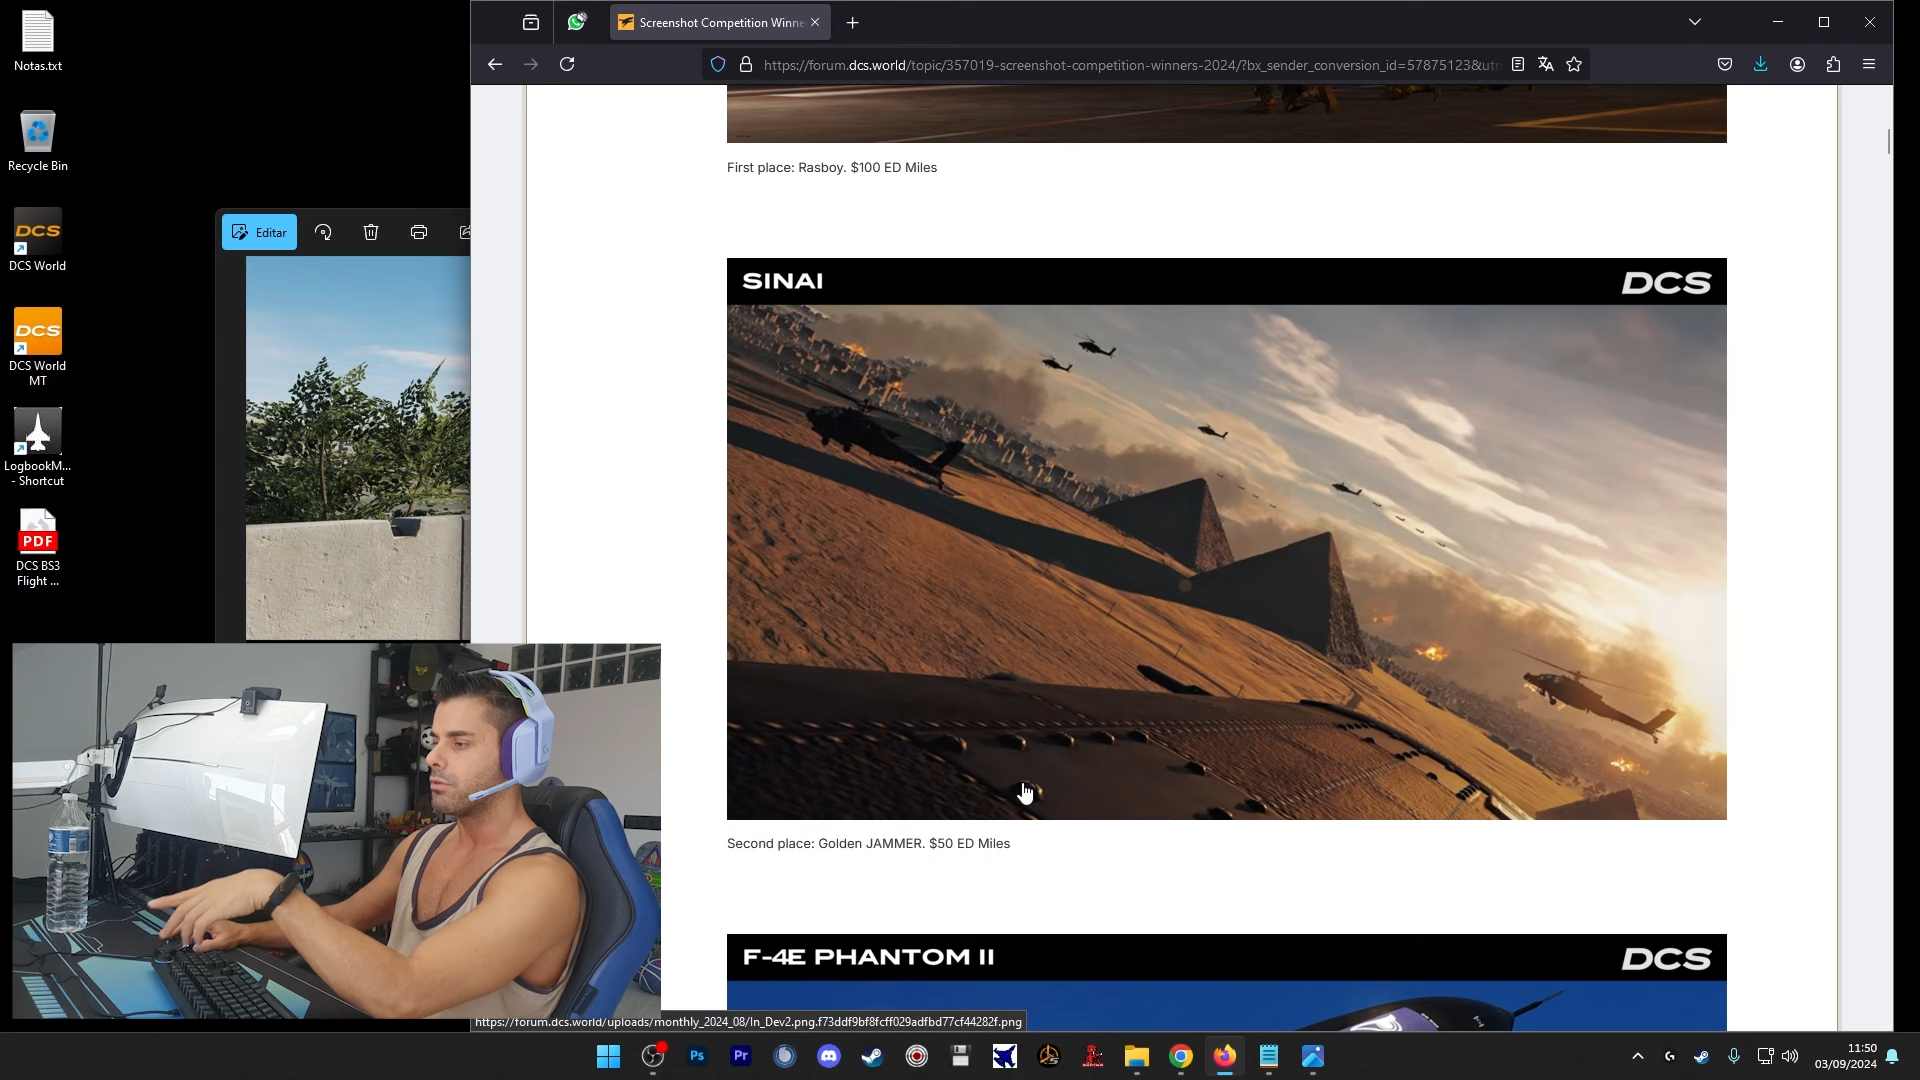 Screenshot Competition Winne
https://forum.dcs.world/topic/357019-screenshot-competition-winners-2024/?bx_sender_conversion_id=57875123&utm
Notas.txt
Recycle Bin
DCS
DCS World
DCS
DCS World
MT
LogbookM...
- Shortcut
PDF
DCS BS3
Flight ...
Editar
First place: Rasboy. $100 ED Miles
SINAI
DCS
Second place: Golden JAMMER. $50 ED Miles
F-4E PHANTOM II
DCS
https://forum.dcs.world/uploads/monthly_2024_08/In_Dev2.png.f73ddf9bf8fcff029adfbd77cf44282f.png
Ps
Pr
11:50
03/09/2024